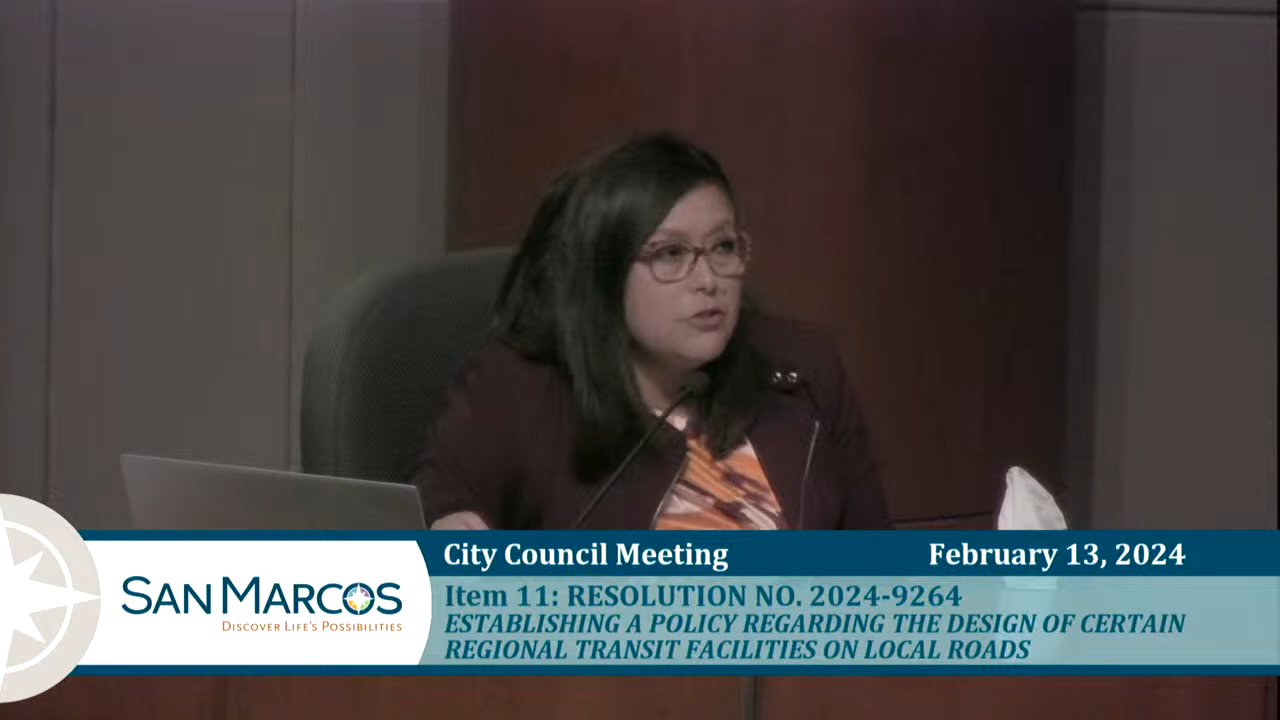 City Council Meeting
February 13, 2024
SAN MARCOS
DISCOVER LIFE'S POSSIBILITIES
Item 11: RESOLUTION NO. 2024-9264
ESTABLISHING A POLICY REGARDING THE DESIGN OF CERTAIN
REGIONAL TRANSIT FACILITIES ON LOCAL ROADS